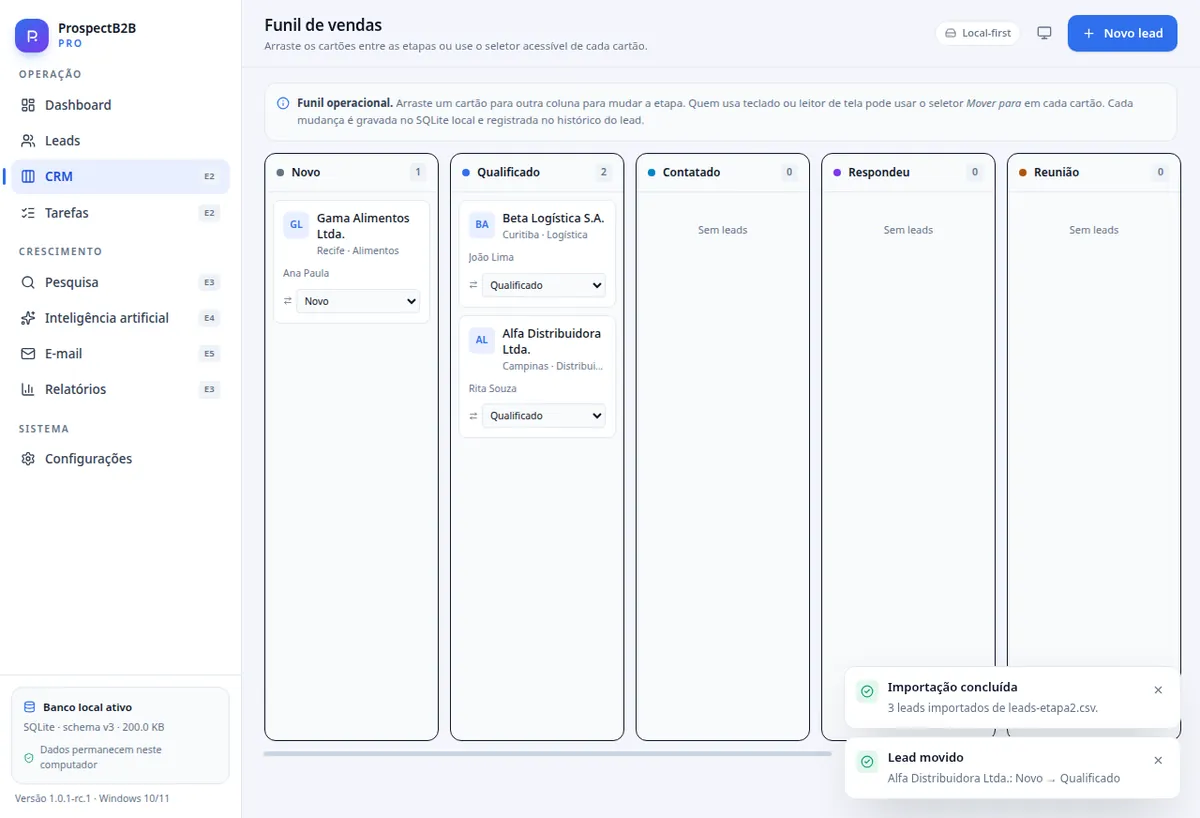 ProspectB2B
PRO
OPERAÇÃO
Dashboard
Leads
CRM E2
Tarefas E2
CRESCIMENTO
Pesquisa E3
Inteligência artificial E4
E-mail E5
Relatórios E3
SISTEMA
Configurações
Banco local ativo
SQLite · schema v3 · 200.0 KB
Dados permanecem neste
computador
Versão 1.0.1-rc.1 · Windows 10/11
Funil de vendas
Arraste os cartões entre as etapas ou use o seletor acessível de cada cartão.
Local-first
+ Novo lead
Funil operacional. Arraste um cartão para outra coluna para mudar a etapa. Quem usa teclado ou leitor de tela pode usar o seletor Mover para em cada cartão. Cada
mudança é gravada no SQLite local e registrada no histórico do lead.
Novo 1
GL
Gama Alimentos
Ltda.
Recife · Alimentos
Ana Paula
Novo
Qualificado 2
BA
Beta Logística S.A.
Curitiba · Logística
João Lima
Qualificado
AL
Alfa Distribuidora
Ltda.
Campinas · Distribui...
Rita Souza
Qualificado
Contatado 0
Sem leads
Respondeu 0
Sem leads
Reunião 0
Sem leads
Importação concluída
3 leads importados de leads-etapa2.csv.
Lead movido
Alfa Distribuidora Ltda.: Novo → Qualificado